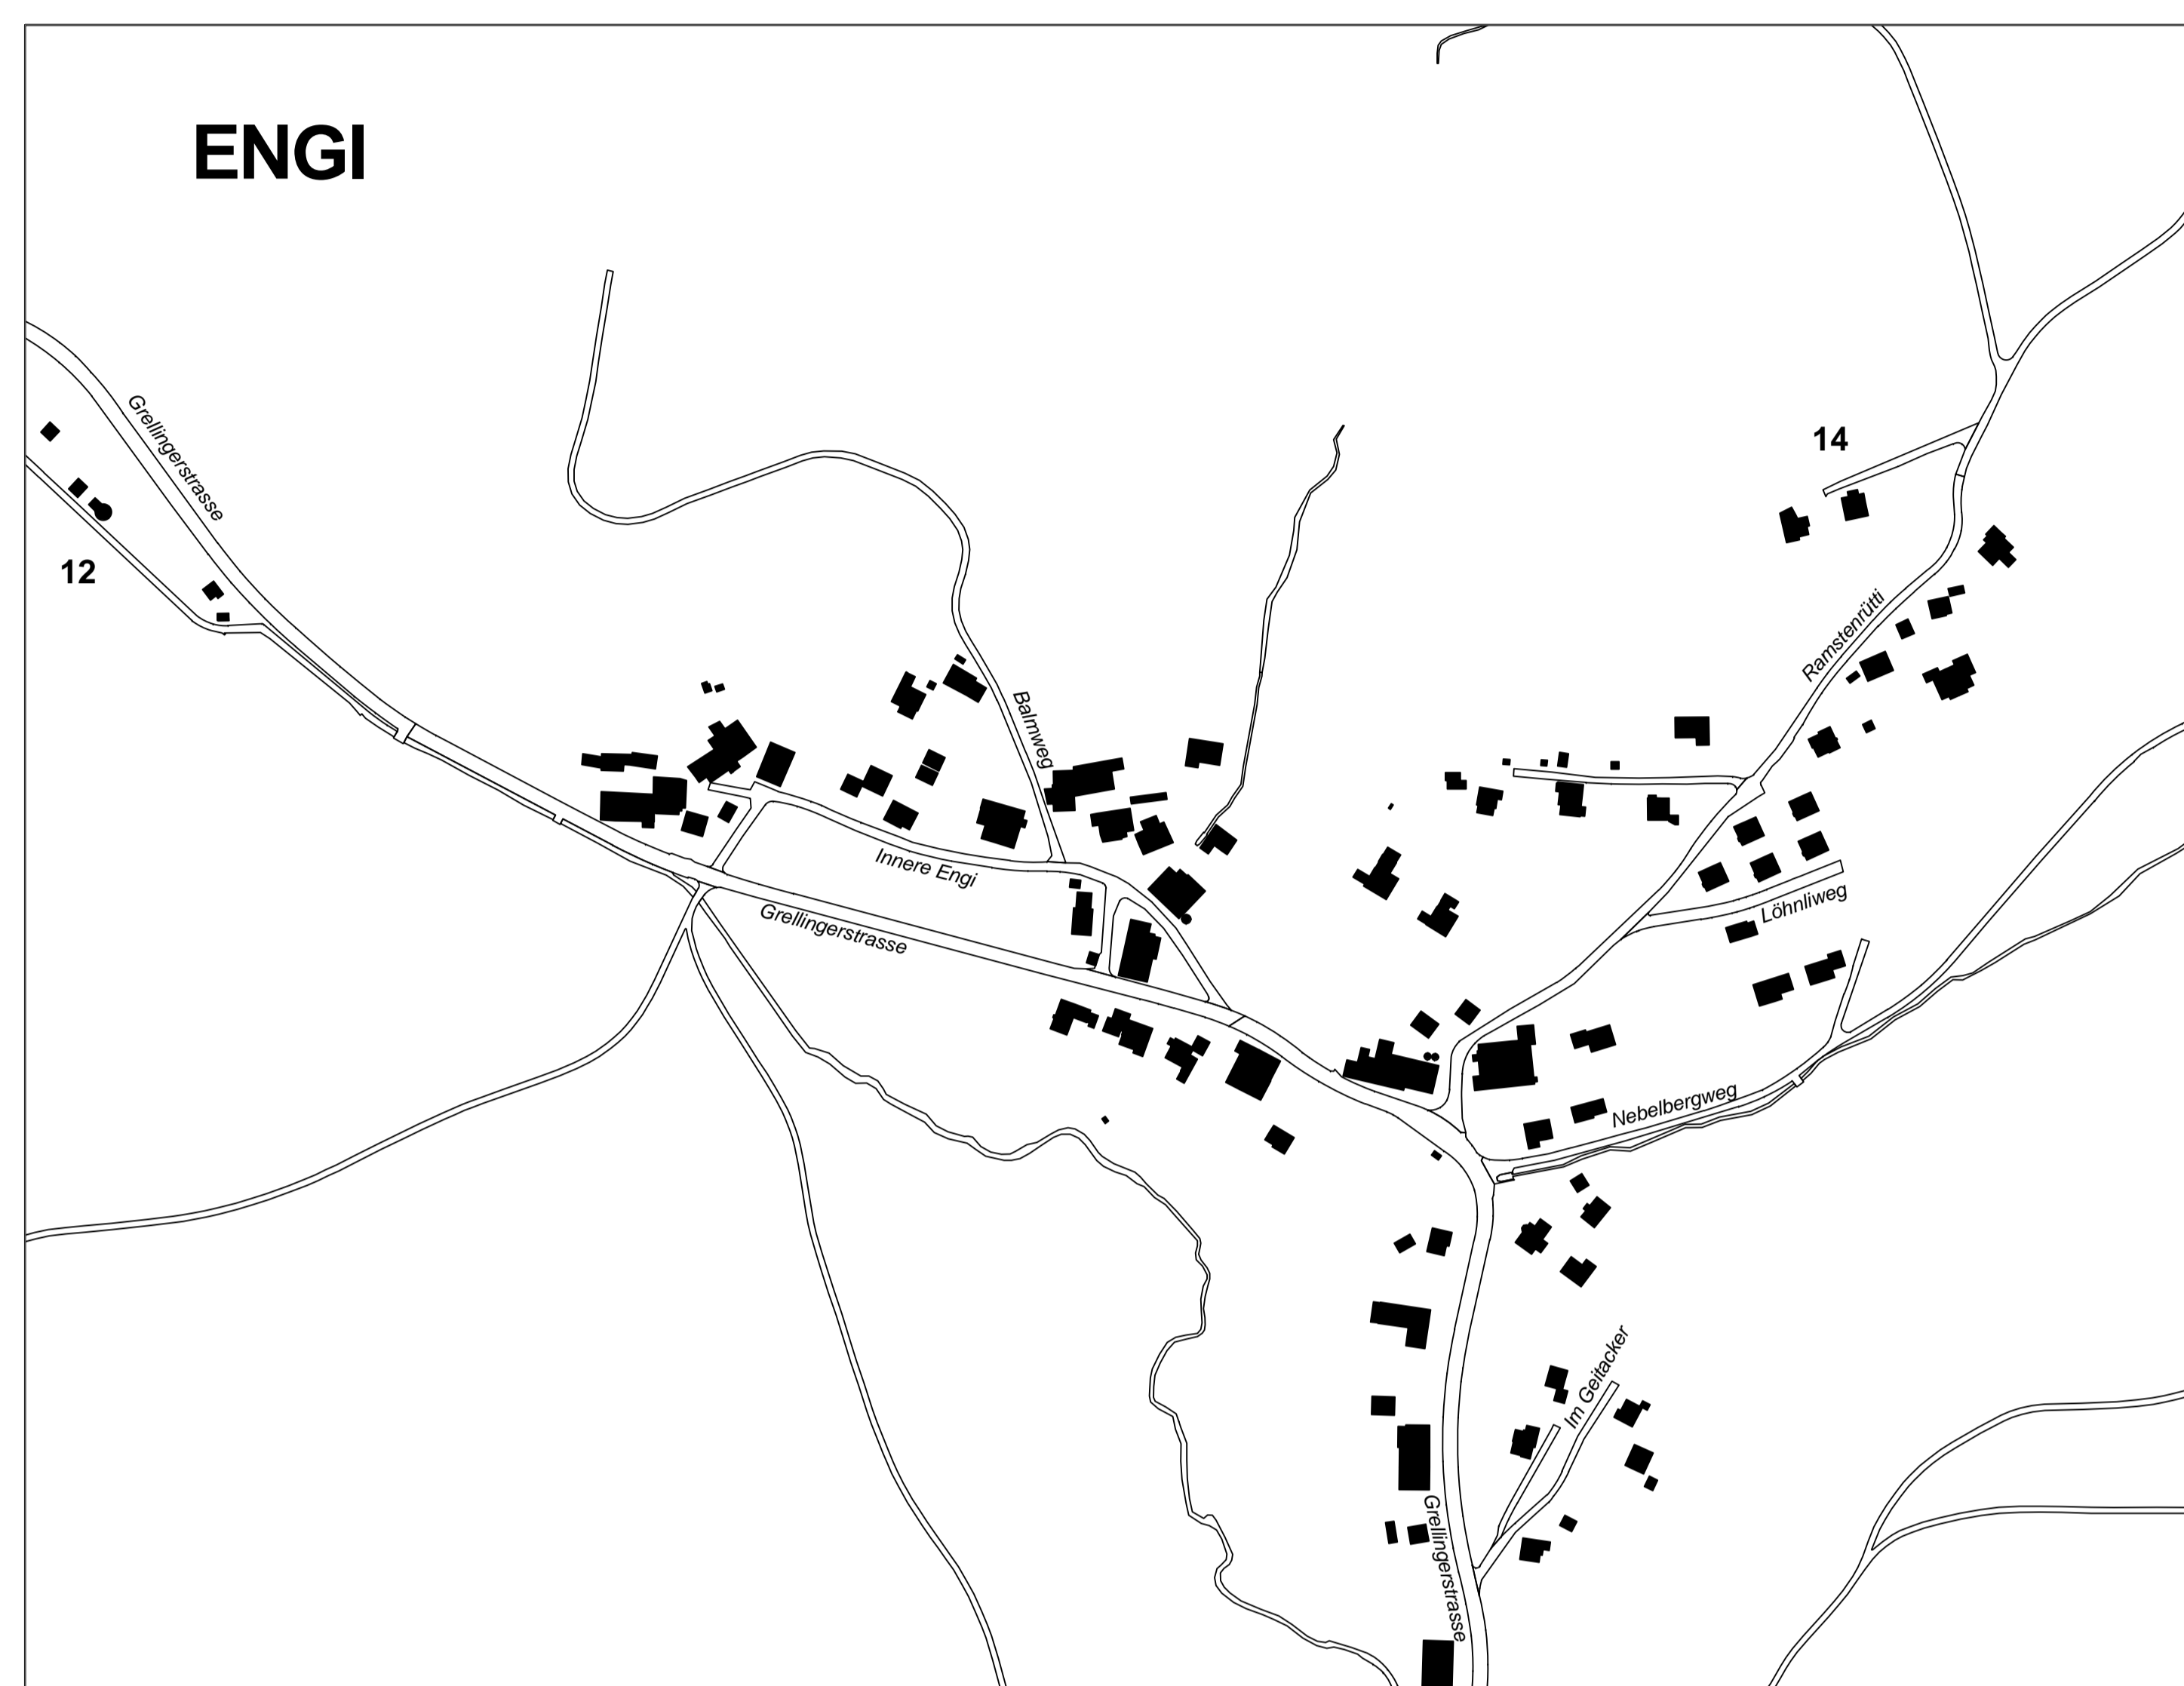 ENGI
Grellingerstrasse
14
12
Ramstenrütti
Balmweg
Innere Engi
Löhnliweg
Grellingerstrasse
Nebelbergweg
Im Geitacker
Grellingerstrasse